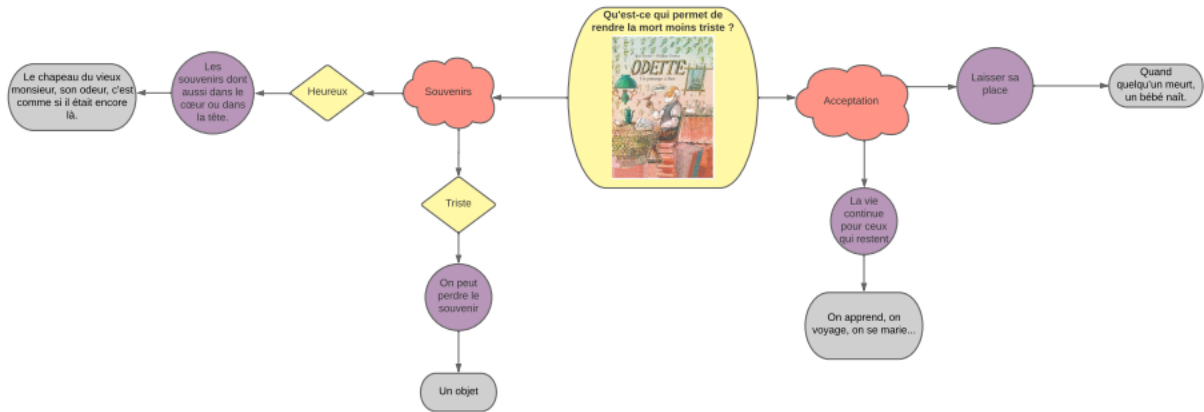 Qu'est-ce qui permet de
rendre la mort moins triste ?
ODETTE
Le chapeau du vieux
monsieur, son odeur, c'est
comme si il était encore
là.
Les
souvenirs dont
aussi dans le
cœur ou dans
la tête.
Heureux
Souvenirs
Acceptation
Laisser sa
place
Quand
quelqu'un meurt,
un bébé naît.
Triste
La vie
continue
pour ceux
qui restent
On peut
perdre le
souvenir
On apprend, on
voyage, on se marie...
Un objet